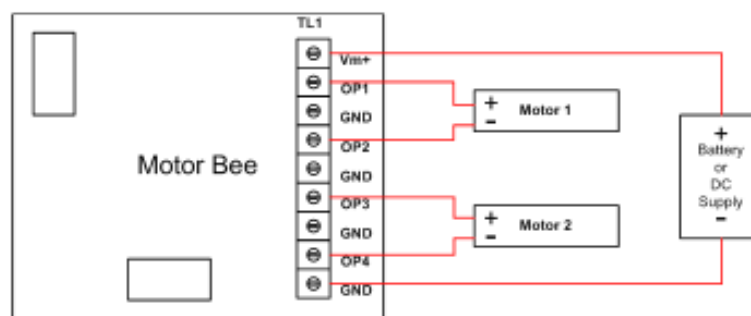 TL1
Vm+
OP1
GND
OP2
GND
OP3
GND
OP4
GND
Motor Bee
+
-
Motor 1
+
-
Motor 2
+
Battery
or
DC
Supply
-